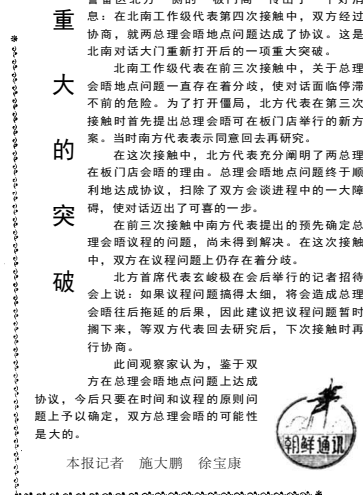 重大的突破
息：在北南工作级代表第四次接触中，双方经过
协商，就两总理会晤地点问题达成了协议。这是
北南对话大门重新打开后的一项重大突破。
北南工作级代表在前三次接触中，关于总理
会晤地点问题一直存在着分歧，使对话面临停滞
不前的危险。为了打开僵局，北方代表在第三次
接触时首先提出总理会晤可在板门店举行的新方
案。当时南方代表表示同意回去再研究。
在这次接触中，北方代表充分阐明了两总理
在板门店会晤的理由。总理会晤地点问题终于顺
利地达成协议，扫除了双方会谈进程中的一大障
碍，使对话迈出了可喜的一步。
在前三次接触中南方代表提出的预先确定总
理会晤议程的问题，尚未得到解决。在这次接触
中，双方在议程问题上仍存在着分歧。
北方首席代表玄峻极在会后举行的记者招待
会上说：如果议程问题搞得太细，将会造成总理
会晤往后拖延的后果，因此建议把议程问题暂时
搁下来，等双方代表回去研究后，下次接触时再
行协商。
此间观察家认为，鉴于双
方在总理会晤地点问题上达成
协议，今后只要在时间和议程的原则问
题上予以确定，双方总理会晤的可能性
是大的。
本报记者 施大鹏 徐宝康
朝鲜通讯